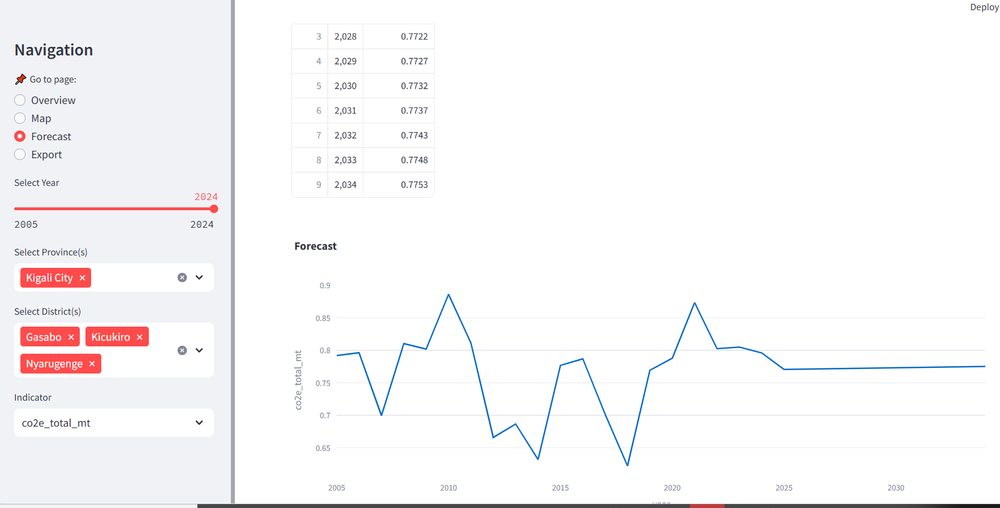 Deploy
Navigation
Go to page:
Overview
Map
Forecast
Export
Select Year
2024
2005 2024
Select Province(s)
Kigali City
Select District(s)
Gasabo Kicukiro
Nyarugenge
Indicator
co2e_total_mt
3 2,028 0.7722
4 2,029 0.7727
5 2,030 0.7732
6 2,031 0.7737
7 2,032 0.7743
8 2,033 0.7748
9 2,034 0.7753
Forecast
0.9
0.85
0.8
0.75
0.7
0.65
co2e_total_mt
2005 2010 2015 2020 2025 2030